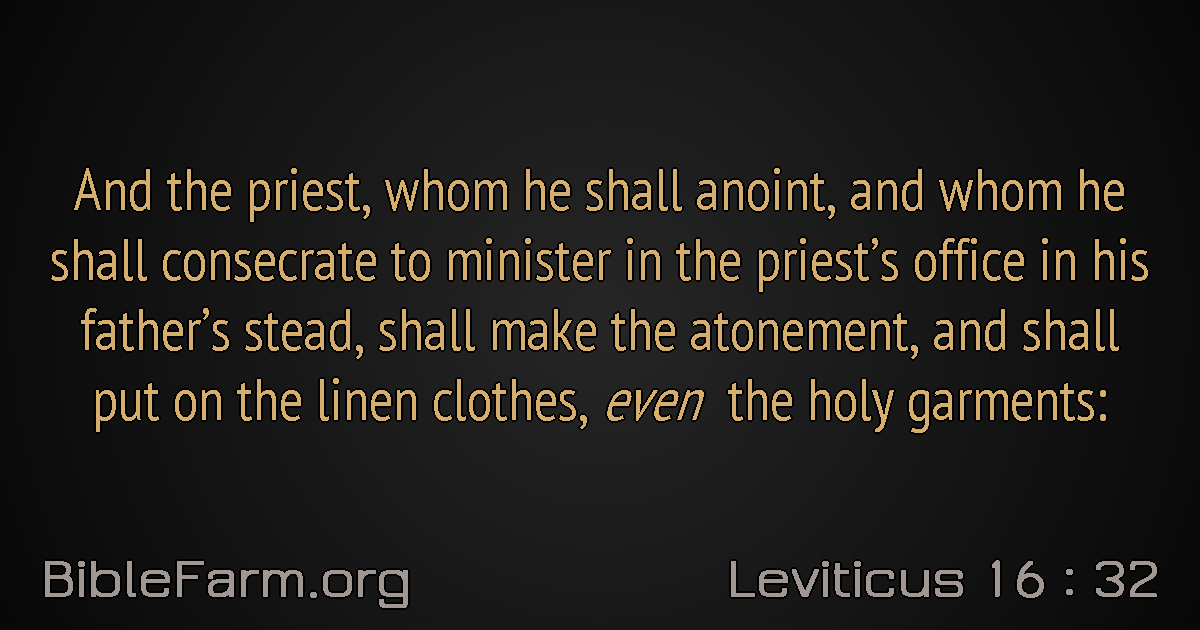 And the priest, whom he shall anoint, and whom he
shall consecrate to minister in the priest’s office in his
father’s stead, shall make the atonement, and shall
put on the linen clothes, even the holy garments:
BibleFarm.org
Leviticus 16 : 32